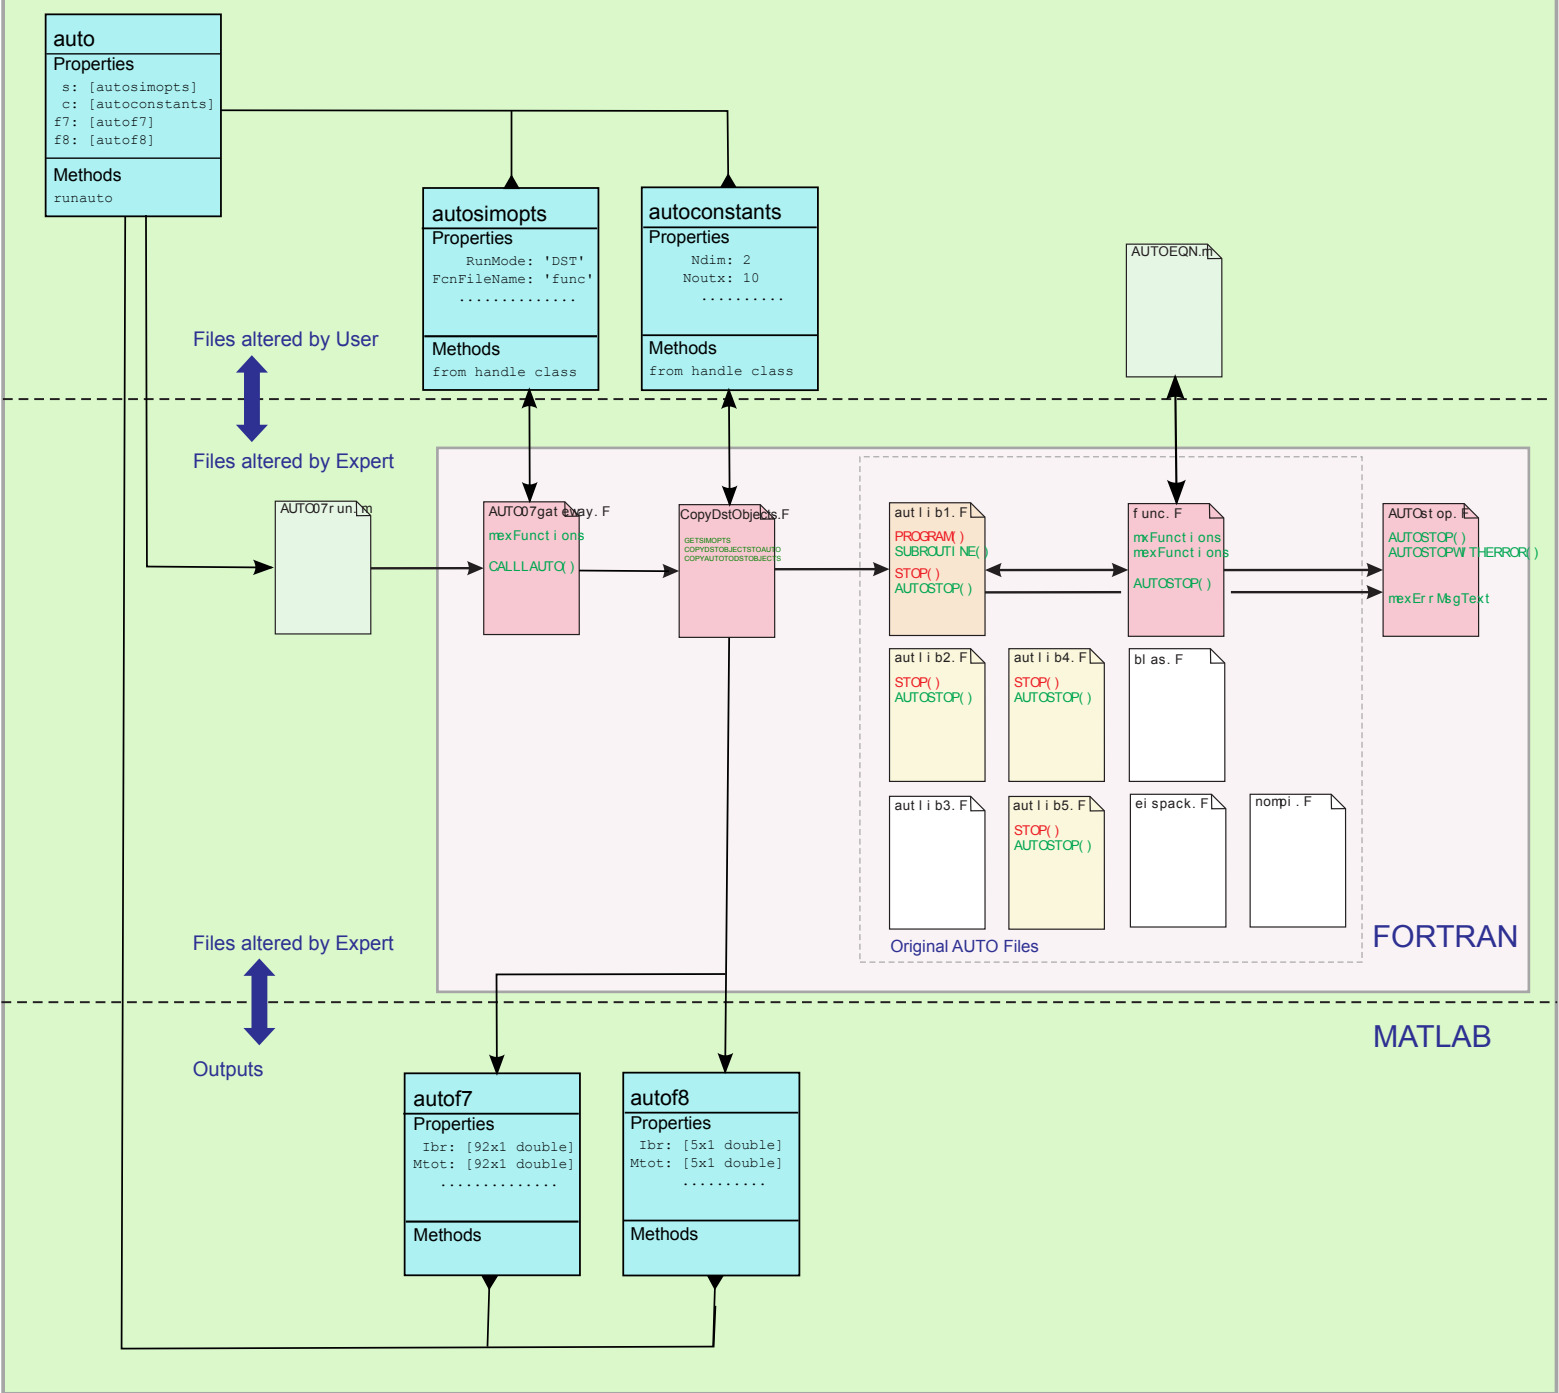 auto
Properties
s: [autosimopts]
c: [autoconstants]
f7: [autof7]
f8: [autof8]
Methods
runauto
autosimopts
Properties
RunMode: 'DST'
FcnFileName: 'func'
..............
Methods
from handle class
autoconstants
Properties
Ndim: 2
Noutx: 10
..........
Methods
from handle class
AUTOEQN.m
Files altered by User
Files altered by Expert
AUTO07run.m
AUTO07gateway.F
mexFunctions
CALLLAUTO()
CopyDstObjects.F
GETSIMOPTS
COPYDSTOBJECTSTOAUTO
COPYAUTOTODSTOBJECTS
autlib1.F
PROGRAM()
SUBROUTINE()
STOP()
AUTOSTOP()
func.F
mxFunctions
mexFunctions
AUTOSTOP()
AUTOstop.F
AUTOSTOP()
AUTOSTOPWITHERROR()
mexErrMsgText
autlib2.F
STOP()
AUTOSTOP()
autlib4.F
STOP()
AUTOSTOP()
blas.F
autlib3.F
autlib5.F
STOP()
AUTOSTOP()
eispack.F
nompi.F
Original AUTO Files
FORTRAN
Files altered by Expert
Outputs
MATLAB
autof7
Properties
Ibr: [92x1 double]
Mtot: [92x1 double]
..............
Methods
autof8
Properties
Ibr: [5x1 double]
Mtot: [5x1 double]
..........
Methods